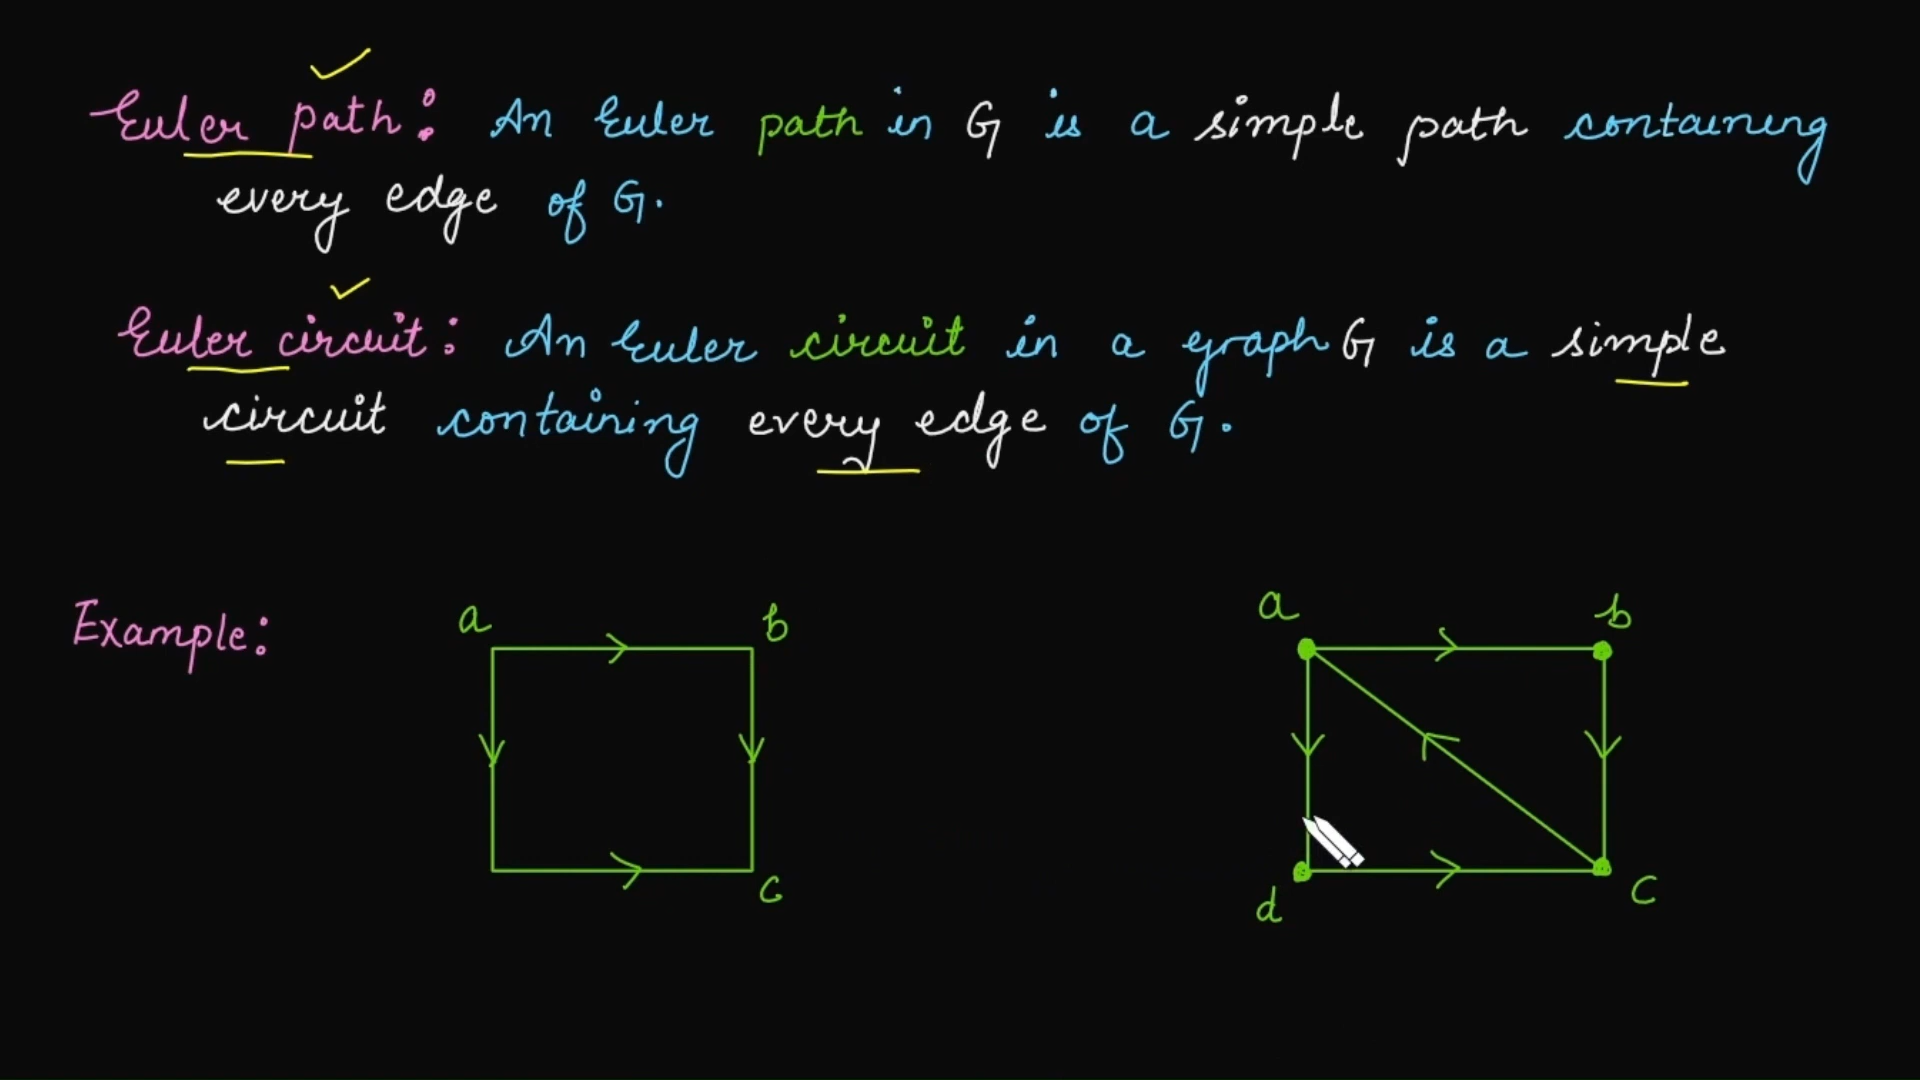 Euler path: An Euler path in G is a simple path containing
every edge of G.
Euler circuit: An Euler circuit in a graph G is a simple
circuit containing every edge of G.
Example:
a b
c
a b
d c